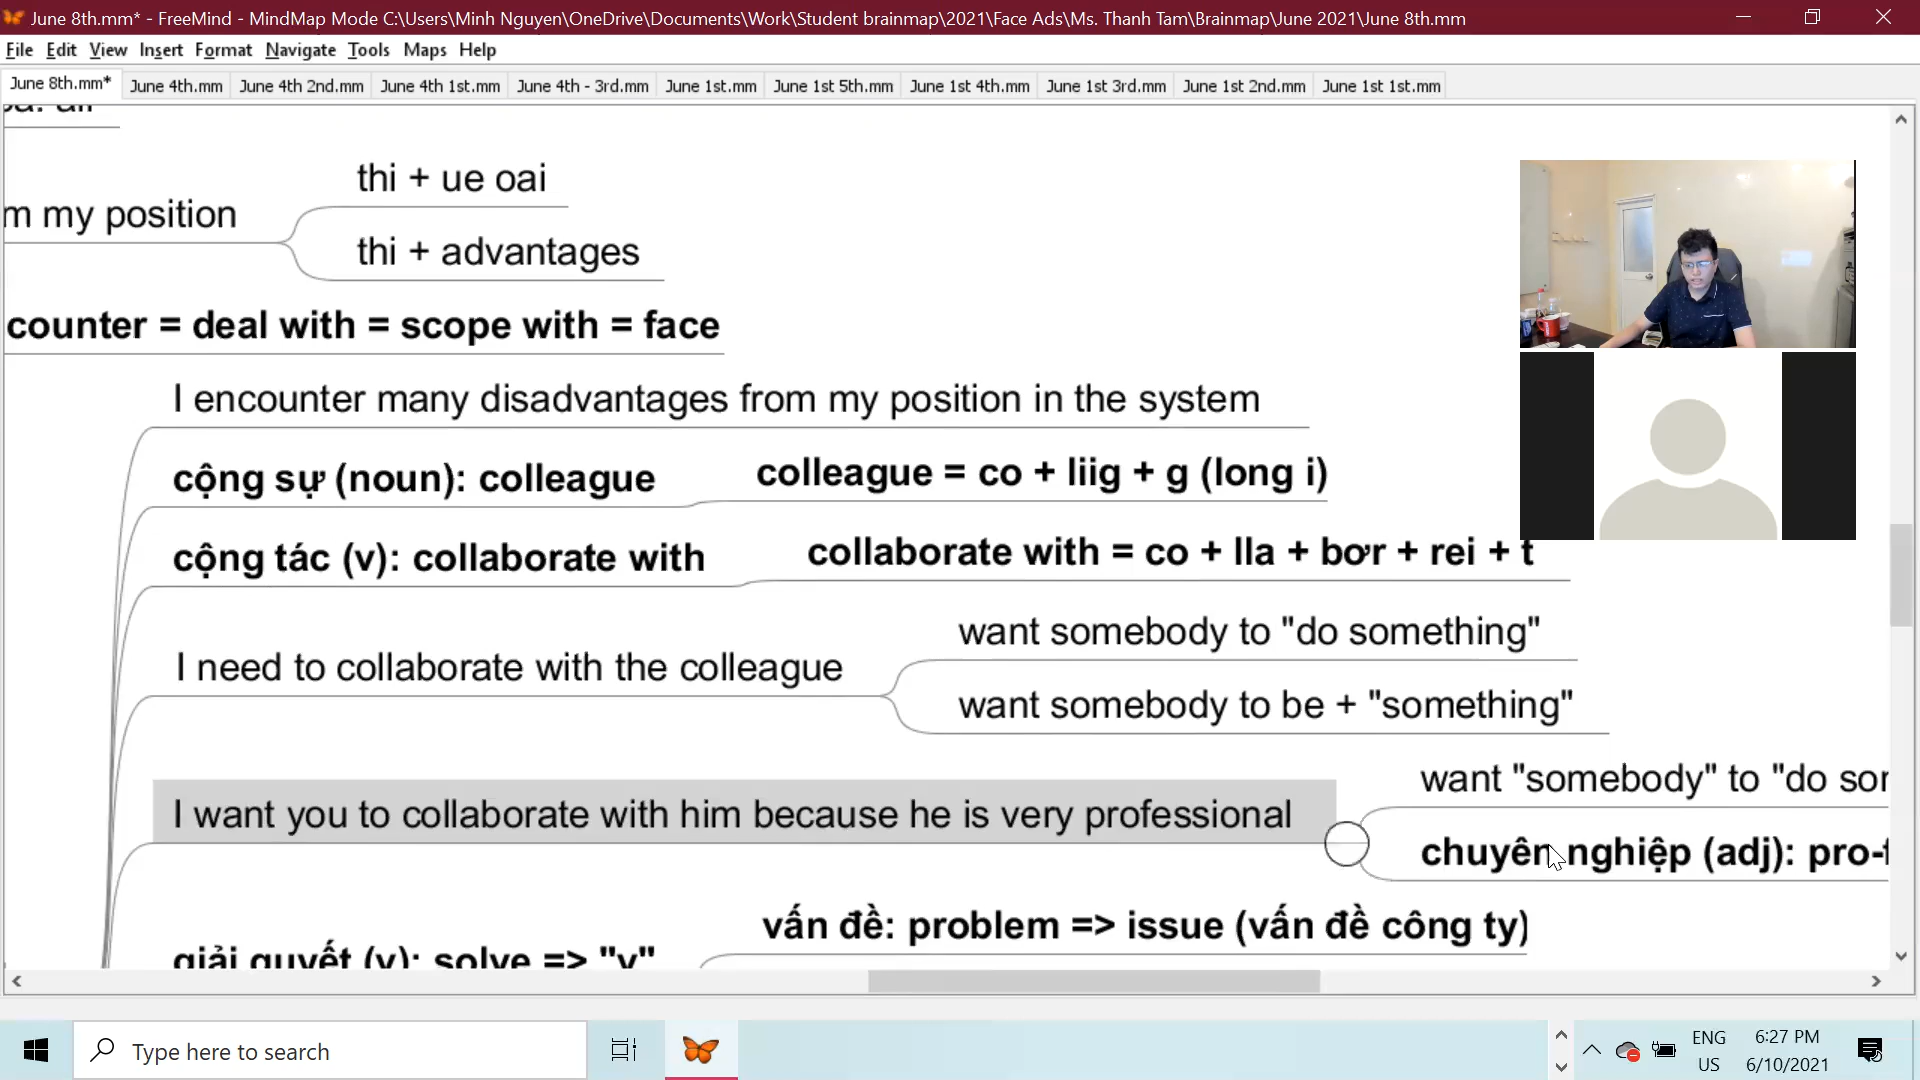 June 8th.mm* - FreeMind - MindMap Mode C:\Users\Minh Nguyen\OneDrive\Documents\Work\Student brainmap\2021\Face Ads\Ms. Thanh Tam\Brainmap\June 2021\June 8th.mm
File Edit View Insert Format Navigate Tools Maps Help
June 8th.mm* June 4th.mm June 4th 2nd.mm June 4th 1st.mm June 4th - 3rd.mm June 1st.mm June 1st 5th.mm June 1st 4th.mm June 1st 3rd.mm June 1st 2nd.mm June 1st 1st.mm
thi + ue oai
m my position
thi + advantages
counter = deal with = scope with = face
I encounter many disadvantages from my position in the system
cộng sự (noun): colleague
colleague = co + liig + g (long i)
cộng tác (v): collaborate with
collaborate with = co + lla + bơr + rei + t
want somebody to "do something"
I need to collaborate with the colleague
want somebody to be + "something"
want "somebody" to "do sor
I want you to collaborate with him because he is very professional
chuyên nghiệp (adj): pro-f
vấn đề: problem => issue (vấn đề công ty)
giải quyết (v): solve => "v"
Type here to search
ENG
US
6:27 PM
6/10/2021